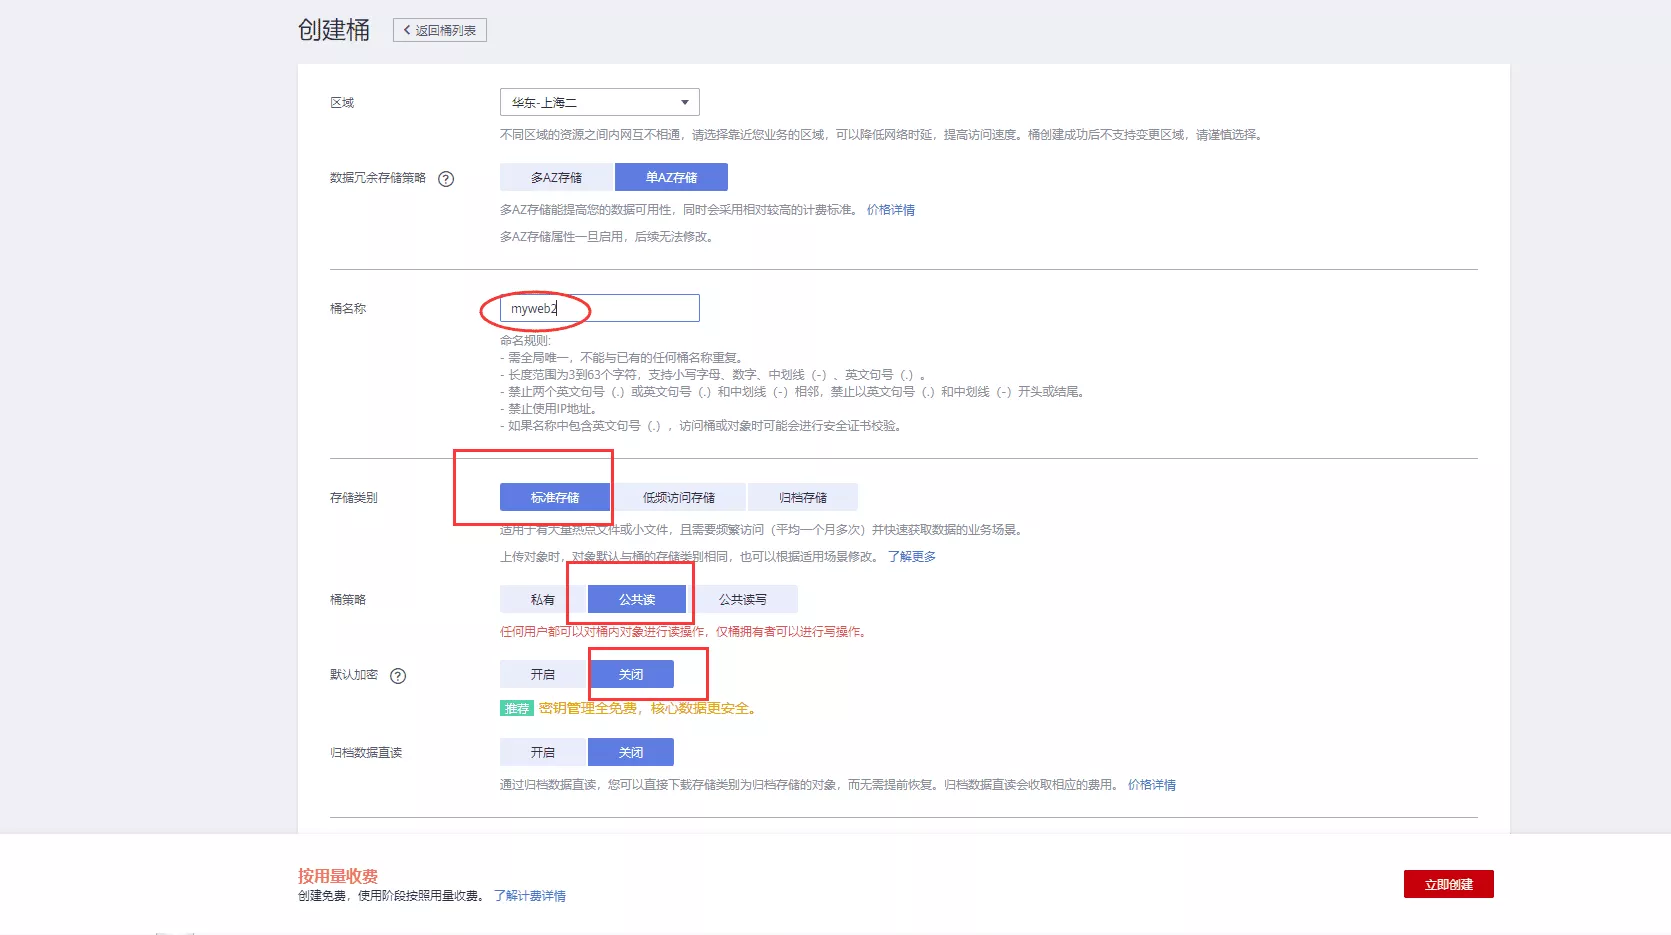 创建桶
返回桶列表
区域
华东-上海二
不同区域的资源之间内网互不相通，请选择靠近您业务的区域，可以降低网络时延，提高访问速度。桶创建成功后不支持变更区域，请谨慎选择。
数据冗余存储策略 ?
多AZ存储 单AZ存储
多AZ存储能提高您的数据可用性，同时会采用相对较高的计费标准。 价格详情
多AZ存储属性一旦启用，后续无法修改。
桶名称
myweb2
命名规则:
- 需全局唯一，不能与已有的任何桶名称重复。
- 长度范围为3到63个字符，支持小写字母、数字、中划线（-）、英文句号（.）。
- 禁止两个英文句号（.）或英文句号（.）和中划线（-）相邻，禁止以英文句号（.）和中划线（-）开头或结尾。
- 禁止使用IP地址。
- 如果名称中包含英文句号（.），访问桶或对象时可能会进行安全证书校验。
存储类别
标准存储 低频访问存储 归档存储
适用于有大量热点文件或小文件，且需要频繁访问（平均一个月多次）并快速获取数据的业务场景。
上传对象时，对象默认与桶的存储类别相同，也可以根据适用场景修改。 了解更多
桶策略
私有 公共读 公共读写
任何用户都可以对桶内对象进行读操作，仅桶拥有者可以进行写操作。
默认加密 ?
开启 关闭
推荐 密钥管理全免费，核心数据更安全。
归档数据直读
开启 关闭
通过归档数据直读，您可以直接下载存储类别为归档存储的对象，而无需提前恢复。归档数据直读会收取相应的费用。 价格详情
按用量收费
创建免费，使用阶段按照用量收费。 了解计费详情
立即创建